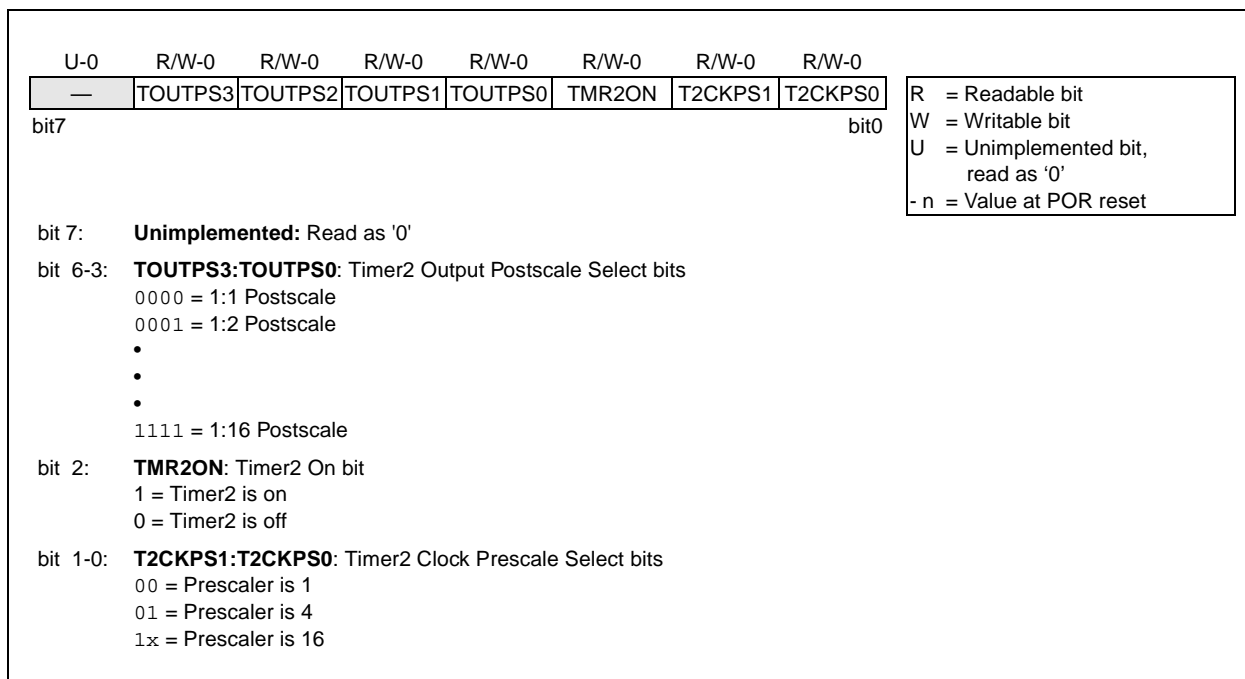 U-0 R/W-0 R/W-0 R/W-0 R/W-0 R/W-0 R/W-0 R/W-0
— TOUTPS3 TOUTPS2 TOUTPS1 TOUTPS0 TMR2ON T2CKPS1 T2CKPS0
bit7 bit0
R = Readable bit
W = Writable bit
U = Unimplemented bit,
read as ‘0’
- n = Value at POR reset
bit 7: Unimplemented: Read as '0'
bit 6-3: TOUTPS3:TOUTPS0: Timer2 Output Postscale Select bits
0000 = 1:1 Postscale
0001 = 1:2 Postscale
•
•
•
1111 = 1:16 Postscale
bit 2: TMR2ON: Timer2 On bit
1 = Timer2 is on
0 = Timer2 is off
bit 1-0: T2CKPS1:T2CKPS0: Timer2 Clock Prescale Select bits
00 = Prescaler is 1
01 = Prescaler is 4
1x = Prescaler is 16